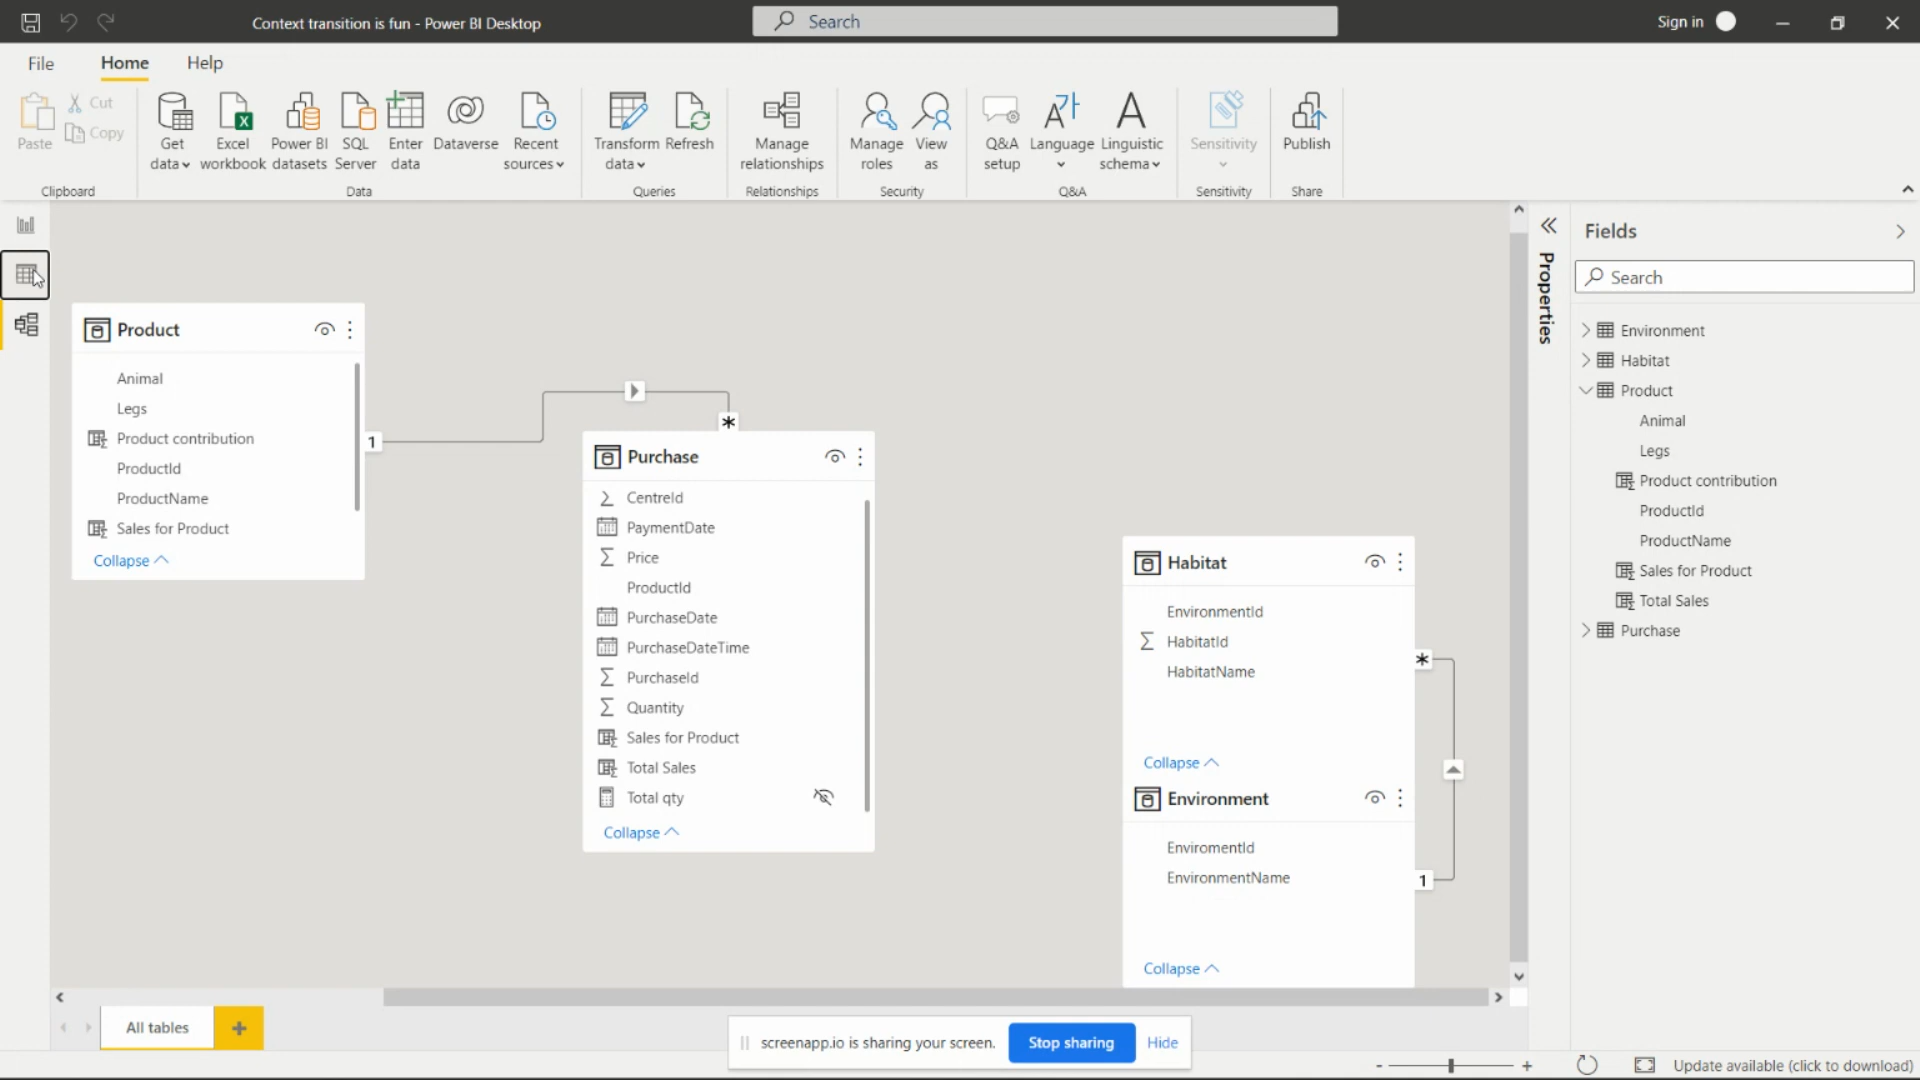 Context transition is fun - Power BI Desktop
Search
Sign in
File
Home
Help
Paste
Cut
Copy
Clipboard
Get data
Excel workbook
Power BI datasets
SQL Server
Enter data
Dataverse
Recent sources
Data
Transform data
Refresh
Queries
Manage relationships
Relationships
Manage roles
View as
Security
Q&A setup
Language
Linguistic schema
Q&A
Sensitivity
Sensitivity
Publish
Share
Product
Animal
Legs
Product contribution
ProductId
ProductName
Sales for Product
Collapse
1
*
Purchase
CentreId
PaymentDate
Price
ProductId
PurchaseDate
PurchaseDateTime
PurchaseId
Quantity
Sales for Product
Total Sales
Total qty
Collapse
Habitat
EnvironmentId
HabitatId
HabitatName
Collapse
*
Environment
EnviromentId
EnvironmentName
Collapse
1
Properties
Fields
Search
Environment
Habitat
Product
Animal
Legs
Product contribution
ProductId
ProductName
Sales for Product
Total Sales
Purchase
All tables
screenapp.io is sharing your screen.
Stop sharing
Hide
Update available (click to download)